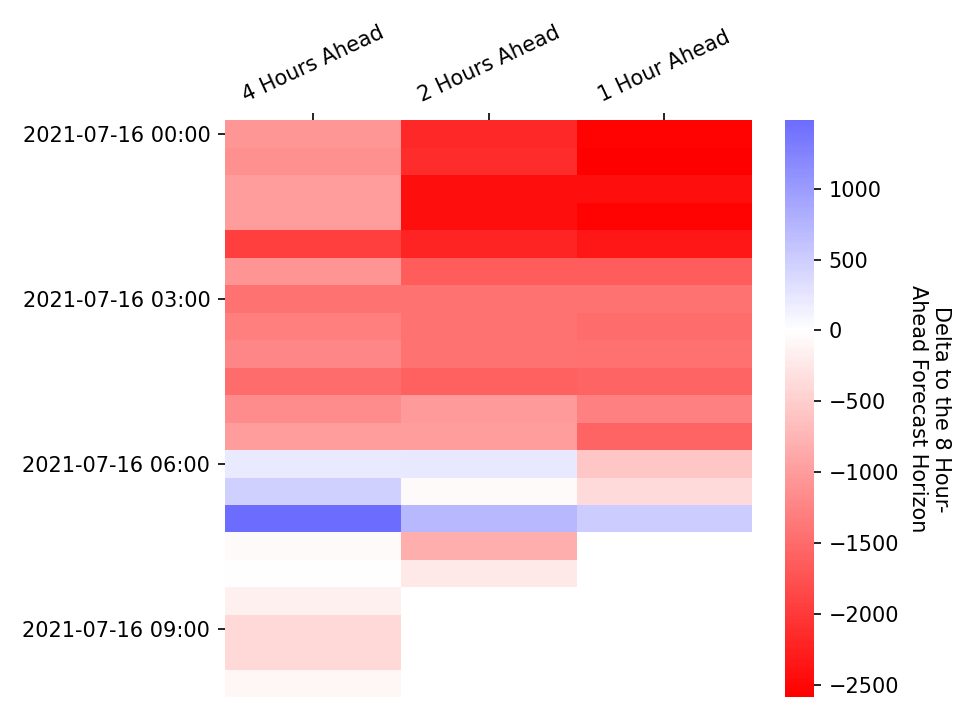 4 Hours Ahead
2 Hours Ahead
1 Hour Ahead
2021-07-16 00:00
2021-07-16 03:00
2021-07-16 06:00
2021-07-16 09:00
1000
500
0
−500
−1000
−1500
−2000
−2500
Delta to the 8 Hour-
Ahead Forecast Horizon